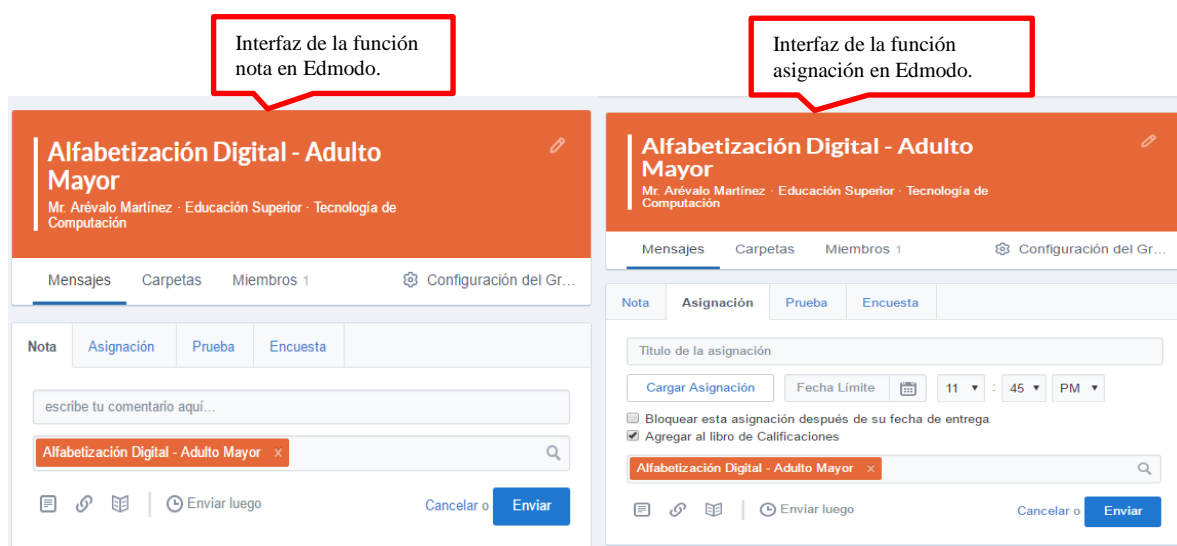 Interfaz de la función
nota en Edmodo.
Alfabetización Digital - Adulto
Mayor
Mr. Arévalo Martínez · Educación Superior · Tecnología de
Computación
Mensajes Carpetas Miembros 1 Configuración del Gr...
Nota Asignación Prueba Encuesta
escribe tu comentario aquí...
Alfabetización Digital - Adulto Mayor x
Enviar luego Cancelar o Enviar
Interfaz de la función
asignación en Edmodo.
Alfabetización Digital - Adulto
Mayor
Mr. Arévalo Martínez · Educación Superior · Tecnología de
Computación
Mensajes Carpetas Miembros 1 Configuración del Gr...
Nota Asignación Prueba Encuesta
Titulo de la asignación
Cargar Asignación Fecha Límite 11 : 45 PM
Bloquear esta asignación después de su fecha de entrega
Agregar al libro de Calificaciones
Alfabetización Digital - Adulto Mayor x
Enviar luego Cancelar o Enviar